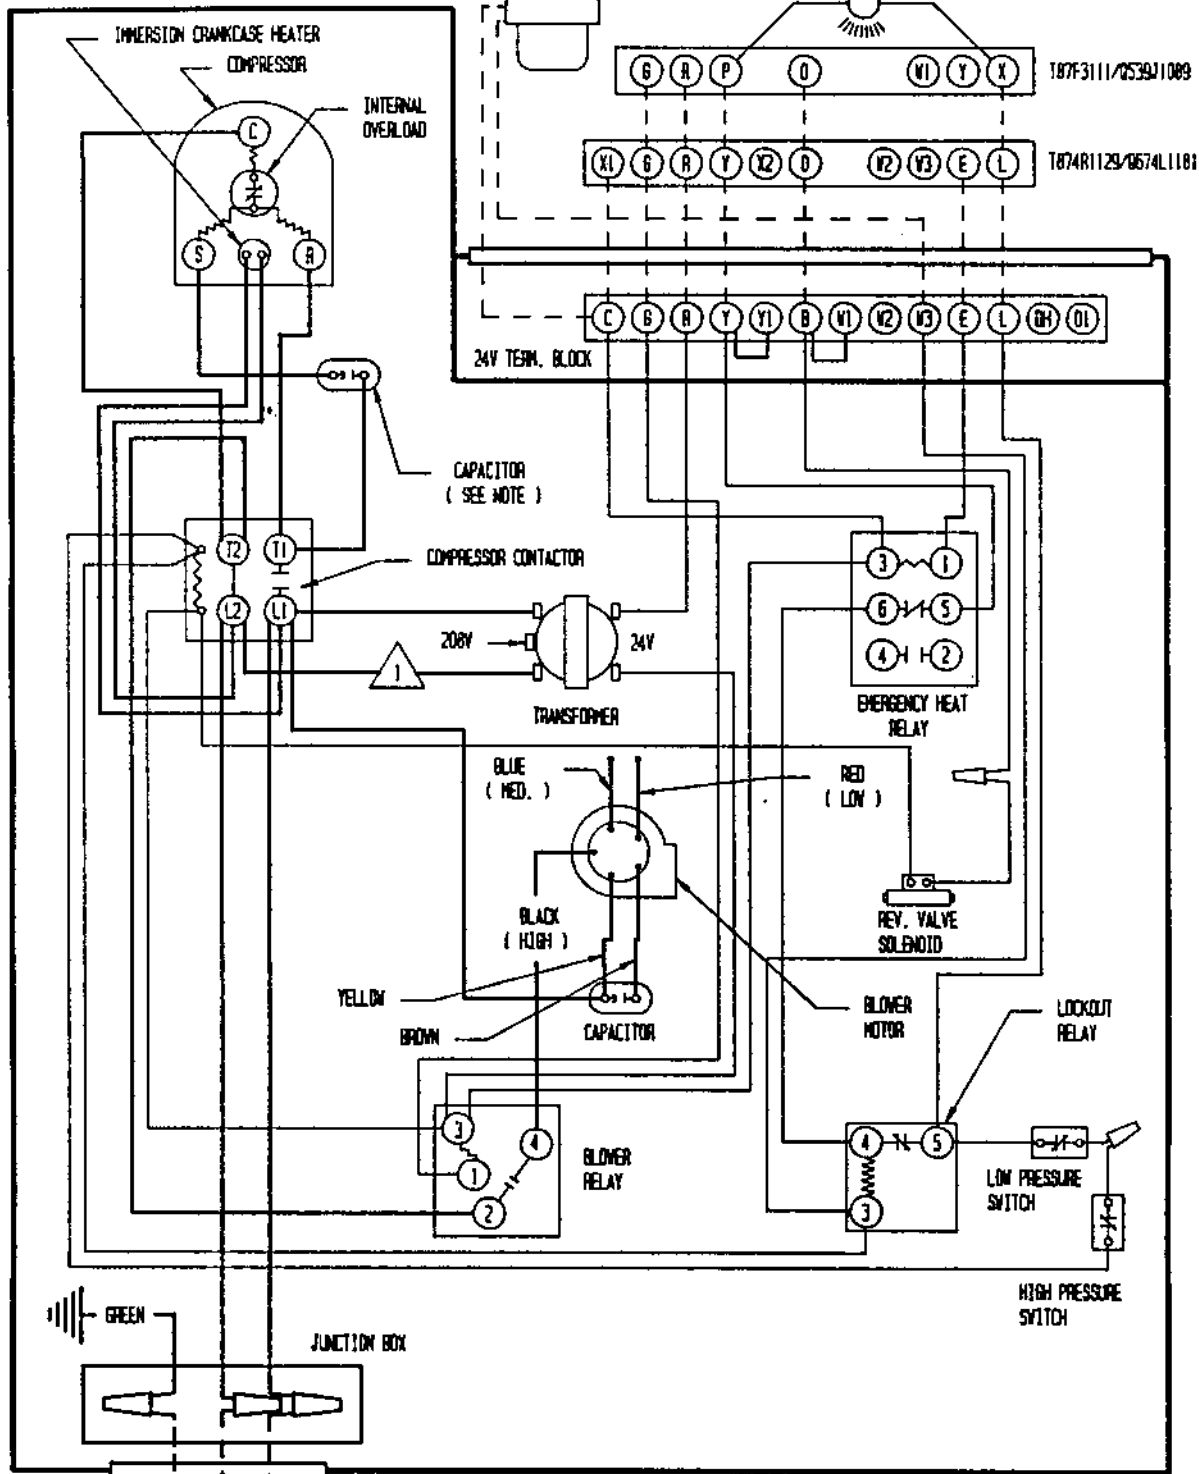 IMMERSION CRANKCASE HEATER
COMPRESSOR
INTERNAL
OVERLOAD
C
S
R
G R P O W1 Y X
T87F3111/Q539J1089
X1 G R Y X2 O W2 W3 E L
T874R1129/Q674L1181
C G R Y Y1 B W1 W2 W3 E L
24V TERM. BLOCK
CAPACITOR
( SEE NOTE )
T2 T1
L2 L1
COMPRESSOR CONTACTOR
208V
24V
1
TRANSFORMER
3 1
6 5
4 2
EMERGENCY HEAT
RELAY
BLUE
( MED. )
RED
( LOW )
BLACK
( HIGH )
REV. VALVE
SOLENOID
YELLOW
BROWN
CAPACITOR
BLOWER
MOTOR
LOCKOUT
RELAY
3
4
1
2
BLOWER
RELAY
4 5
3
LOW PRESSURE
SWITCH
HIGH PRESSURE
SWITCH
GREEN
JUNCTION BOX